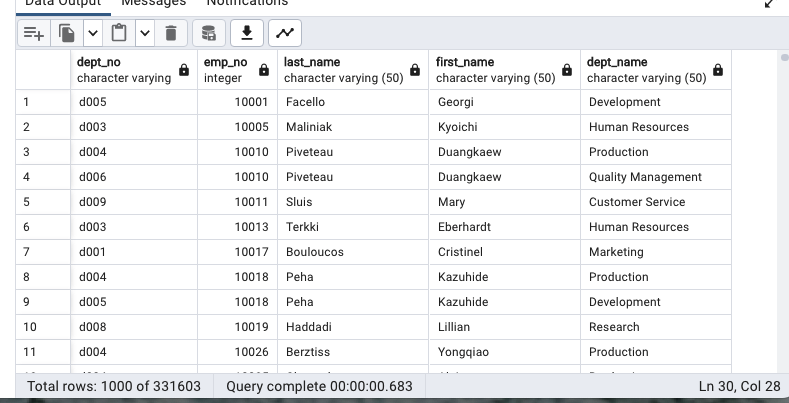 Data Output Messages Notifications
dept_no emp_no last_name first_name dept_name
character varying integer character varying (50) character varying (50) character varying (50)
1 d005 10001 Facello Georgi Development
2 d003 10005 Maliniak Kyoichi Human Resources
3 d004 10010 Piveteau Duangkaew Production
4 d006 10010 Piveteau Duangkaew Quality Management
5 d009 10011 Sluis Mary Customer Service
6 d003 10013 Terkki Eberhardt Human Resources
7 d001 10017 Bouloucos Cristinel Marketing
8 d004 10018 Peha Kazuhide Production
9 d005 10018 Peha Kazuhide Development
10 d008 10019 Haddadi Lillian Research
11 d004 10026 Berztiss Yongqiao Production
Total rows: 1000 of 331603 Query complete 00:00:00.683 Ln 30, Col 28